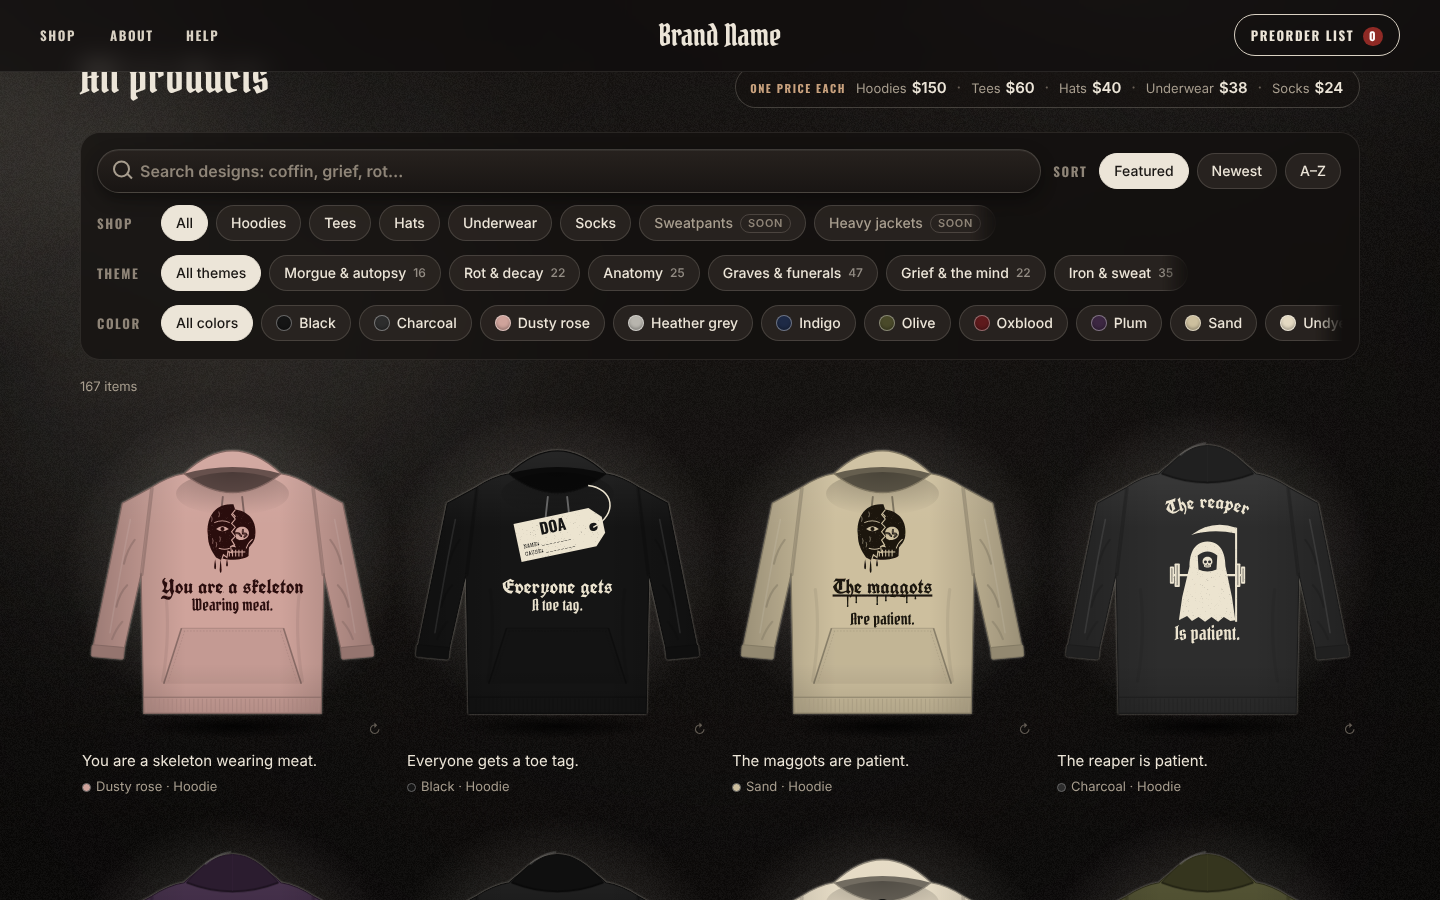 SHOP ABOUT HELP
Brand Name
PREORDER LIST 0
All products
ONE PRICE EACH Hoodies $150 · Tees $60 · Hats $40 · Underwear $38 · Socks $24
Search designs: coffin, grief, rot...
SORT Featured Newest A–Z
SHOP All Hoodies Tees Hats Underwear Socks Sweatpants SOON Heavy jackets SOON
THEME All themes Morgue & autopsy 16 Rot & decay 22 Anatomy 25 Graves & funerals 47 Grief & the mind 22 Iron & sweat 35
COLOR All colors Black Charcoal Dusty rose Heather grey Indigo Olive Oxblood Plum Sand
167 items
You are a skeleton
Wearing meat.
DOA
NAME:
CAUSE:
Everyone gets
A toe tag.
The maggots
Are patient.
The reaper
Is patient.
You are a skeleton wearing meat.
Dusty rose · Hoodie
Everyone gets a toe tag.
Black · Hoodie
The maggots are patient.
Sand · Hoodie
The reaper is patient.
Charcoal · Hoodie